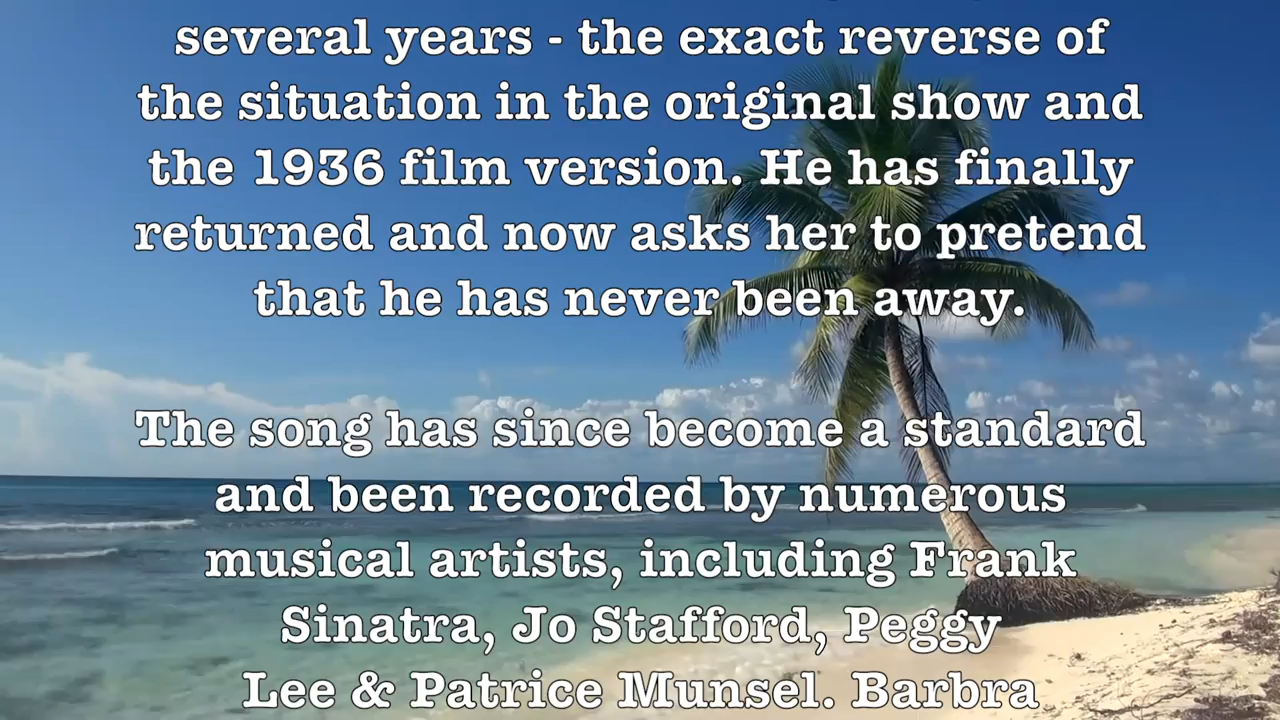 several years - the exact reverse of
the situation in the original show and
the 1936 film version. He has finally
returned and now asks her to pretend
that he has never been away.
The song has since become a standard
and been recorded by numerous
musical artists, including Frank
Sinatra, Jo Stafford, Peggy
Lee & Patrice Munsel. Barbra